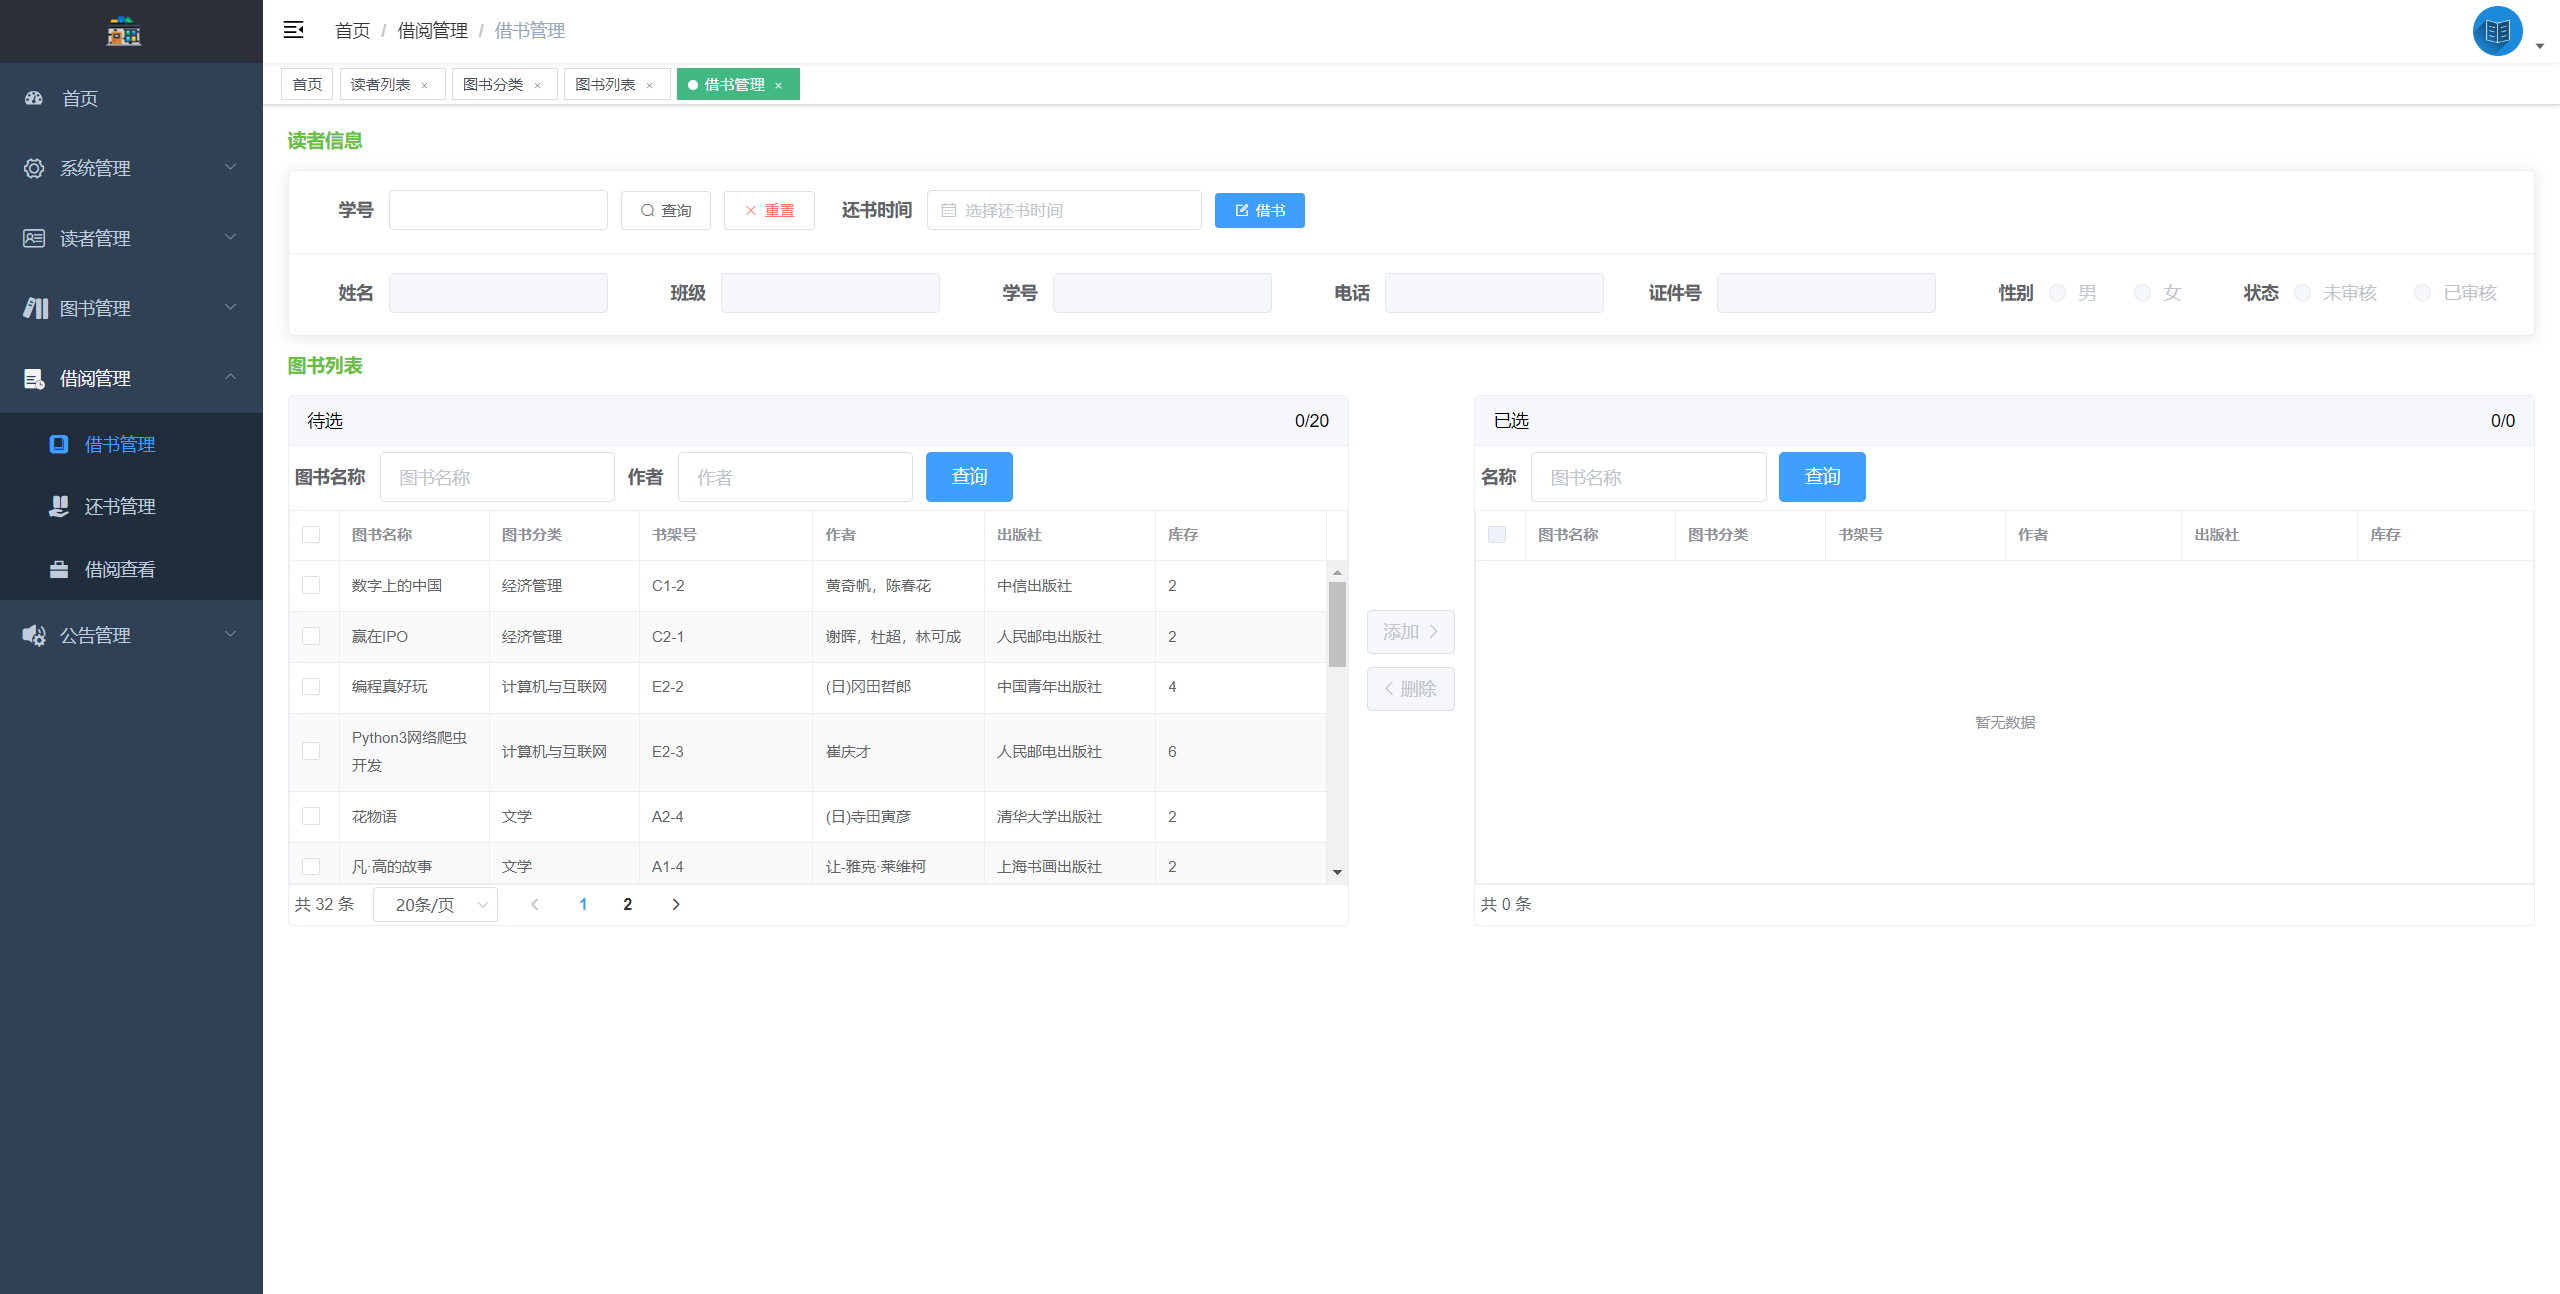 首页 / 借阅管理 / 借书管理
首页
读者列表 ×
图书分类 ×
图书列表 ×
借书管理 ×
首页
系统管理
读者管理
图书管理
借阅管理
借书管理
还书管理
借阅查看
公告管理
读者信息
学号 查询 重置 还书时间 选择还书时间 借书
姓名 班级 学号 电话 证件号 性别 男 女 状态 未审核 已审核
图书列表
待选 0/20
图书名称 图书名称 作者 作者 查询
图书名称 图书分类 书架号 作者 出版社 库存
数字上的中国 经济管理 C1-2 黄奇帆，陈春花 中信出版社 2
赢在IPO 经济管理 C2-1 谢晖，杜超，林可成 人民邮电出版社 2
编程真好玩 计算机与互联网 E2-2 (日)冈田哲郎 中国青年出版社 4
Python3网络爬虫
开发 计算机与互联网 E2-3 崔庆才 人民邮电出版社 6
花物语 文学 A2-4 (日)寺田寅彦 清华大学出版社 2
凡·高的故事 文学 A1-4 让-雅克·莱维柯 上海书画出版社 2
共 32 条 20条/页 1 2
添加
删除
已选 0/0
名称 图书名称 查询
图书名称 图书分类 书架号 作者 出版社 库存
暂无数据
共 0 条